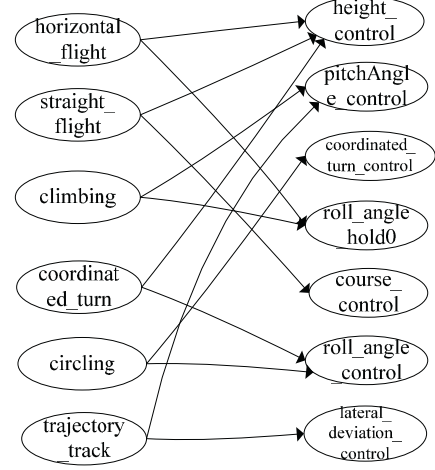 horizontal
_flight
straight_
flight
climbing
coordinat
ed_turn
circling
trajectory
_track
height_
control
pitchAngl
e_control
coordinated_
turn_control
roll_angle
_hold0
course_
control
roll_angle
_control
lateral_
deviation_
control